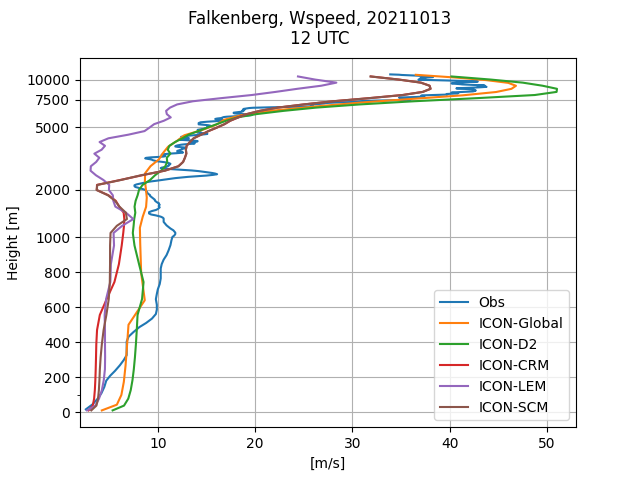 Falkenberg, Wspeed, 20211013
12 UTC
Height [m]
10000
7500
5000
2000
1000
800
600
400
200
0
10
20
30
40
50
[m/s]
Obs
ICON-Global
ICON-D2
ICON-CRM
ICON-LEM
ICON-SCM